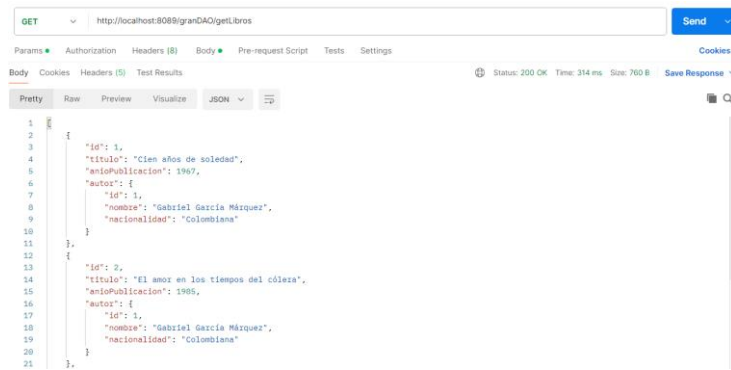 GET http://localhost:8089/granDAO/getLibros Send
Params Authorization Headers (8) Body Pre-request Script Tests Settings Cookies
Body Cookies Headers (5) Test Results Status: 200 OK Time: 314 ms Size: 760 B Save Response
Pretty Raw Preview Visualize JSON
1 [
2 {
3 "id": 1,
4 "titulo": "Cien años de soledad",
5 "anioPublicacion": 1967,
6 "autor": {
7 "id": 1,
8 "nombre": "Gabriel García Márquez",
9 "nacionalidad": "Colombiana"
10 }
11 },
12 {
13 "id": 2,
14 "titulo": "El amor en los tiempos del cólera",
15 "anioPublicacion": 1985,
16 "autor": {
17 "id": 1,
18 "nombre": "Gabriel García Márquez",
19 "nacionalidad": "Colombiana"
20 }
21 },